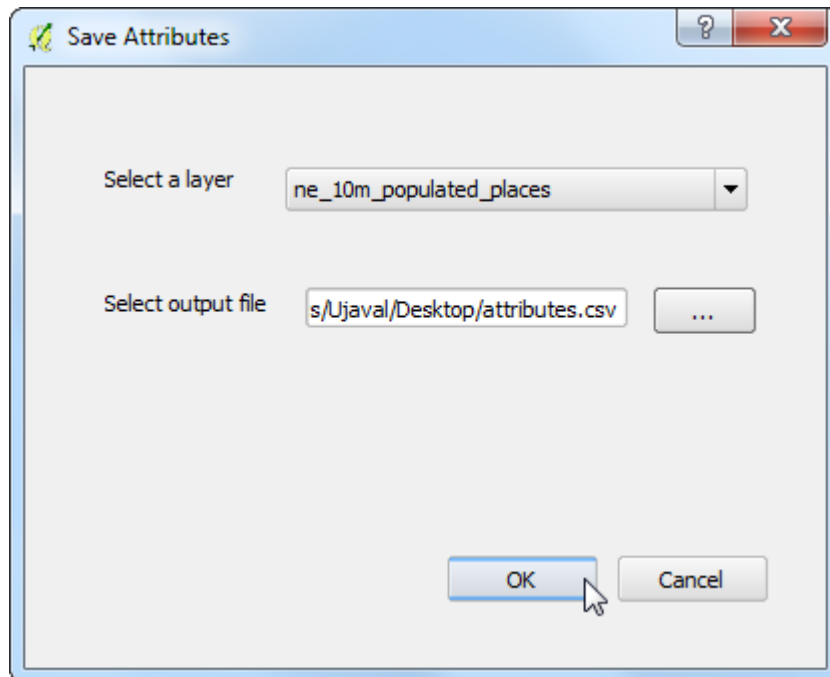 Save Attributes
Select a layer
ne_10m_populated_places
Select output file
s/Ujaval/Desktop/attributes.csv
...
OK
Cancel